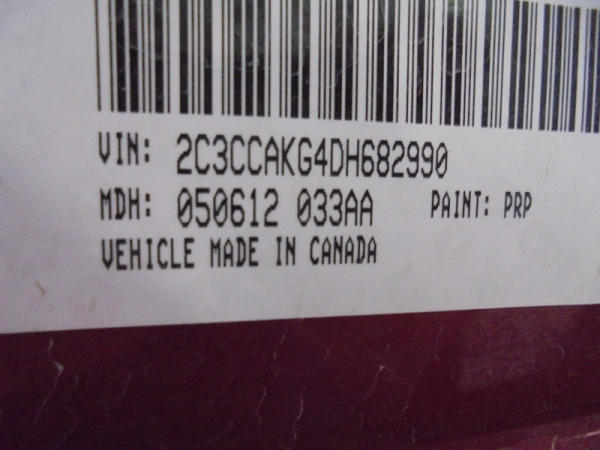 VIN: 2C3CCAKG4DH682990
MDH: 050612 033AA PAINT: PRP
VEHICLE MADE IN CANADA